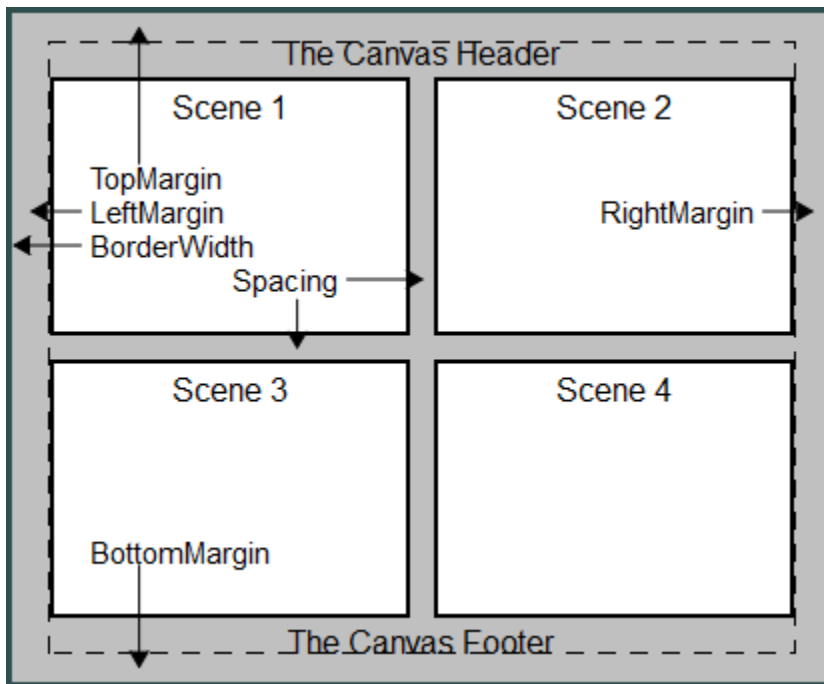 The Canvas Header
Scene 1
Scene 2
TopMargin
LeftMargin
RightMargin
BorderWidth
Spacing
Scene 3
Scene 4
BottomMargin
The Canvas Footer